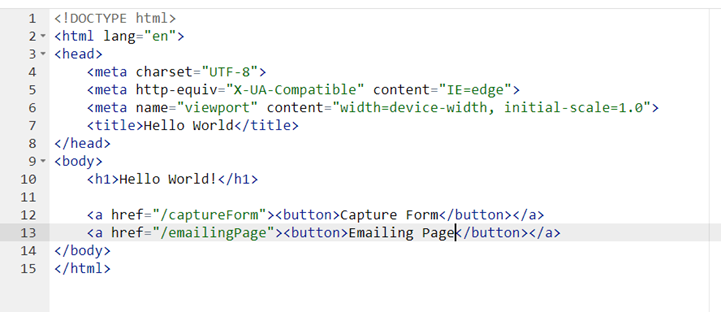 1 <!DOCTYPE html>
2 <html lang="en">
3 <head>
4     <meta charset="UTF-8">
5     <meta http-equiv="X-UA-Compatible" content="IE=edge">
6     <meta name="viewport" content="width=device-width, initial-scale=1.0">
7     <title>Hello World</title>
8 </head>
9 <body>
10     <h1>Hello World!</h1>
11
12     <a href="/captureForm"><button>Capture Form</button></a>
13     <a href="/emailingPage"><button>Emailing Page</button></a>
14 </body>
15 </html>